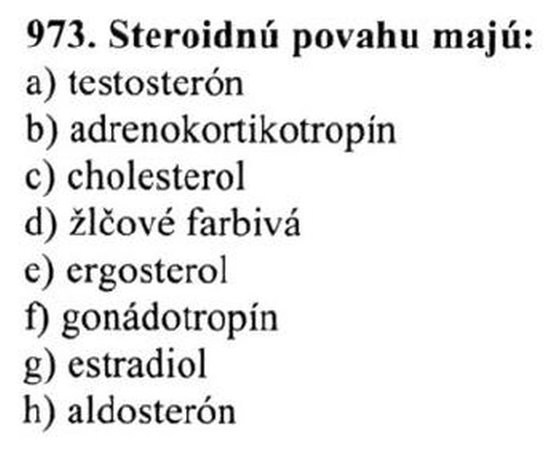 973. Steroidnú povahu majú:
a) testosterón
b) adrenokortikotropín
c) cholesterol
d) žlčové farbivá
e) ergosterol
f) gonádotropín
g) estradiol
h) aldosterón